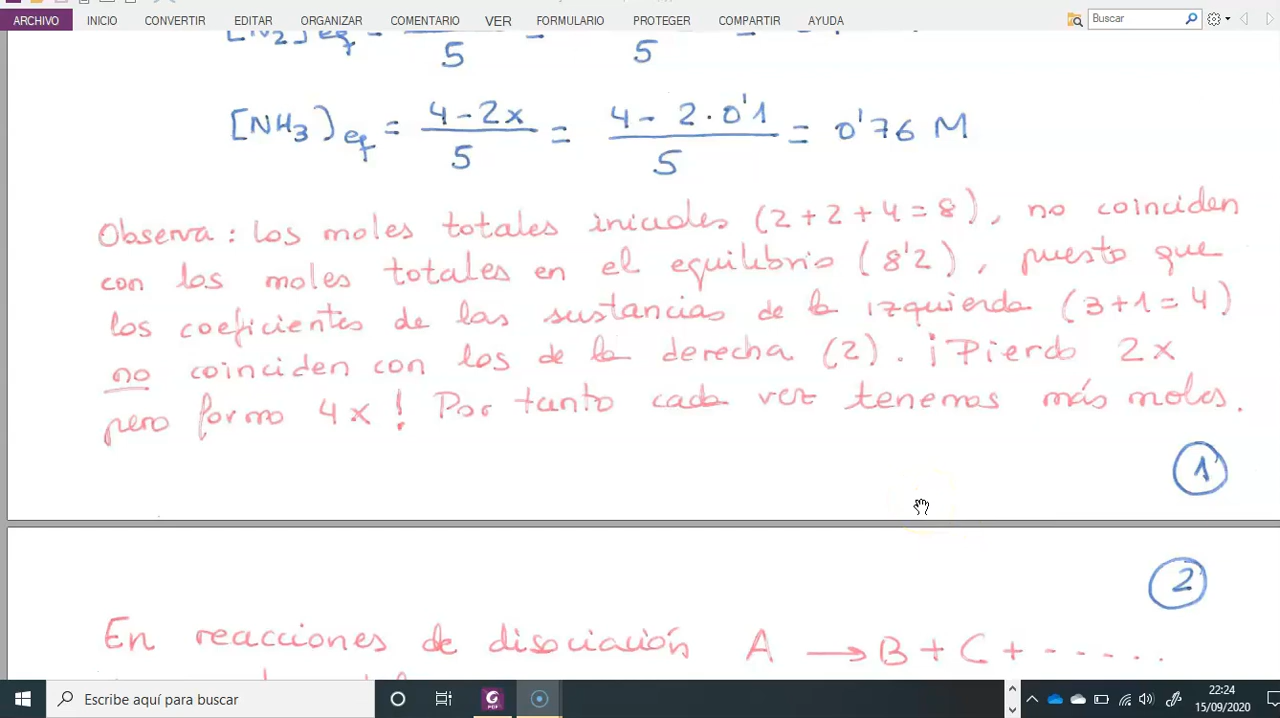 ARCHIVO INICIO CONVERTIR EDITAR ORGANIZAR COMENTARIO VER FORMULARIO PROTEGER COMPARTIR AYUDA Buscar
[N2]eq = 5 = 5 =
[NH3]eq = 4-2x / 5 = 4 - 2·0'1 / 5 = 0'76 M
Observa: los moles totales iniciales (2+2+4=8), no coinciden
con los moles totales en el equilibrio (8'2), puesto que
los coeficientes de las sustancias de la izquierda (3+1=4)
no coinciden con los de la derecha (2). ¡Pierdo 2x
pero formo 4x! Por tanto cada vez tenemos más moles.
1
2
En reacciones de disociación A → B + C + ......
Escribe aquí para buscar
22:24
15/09/2020